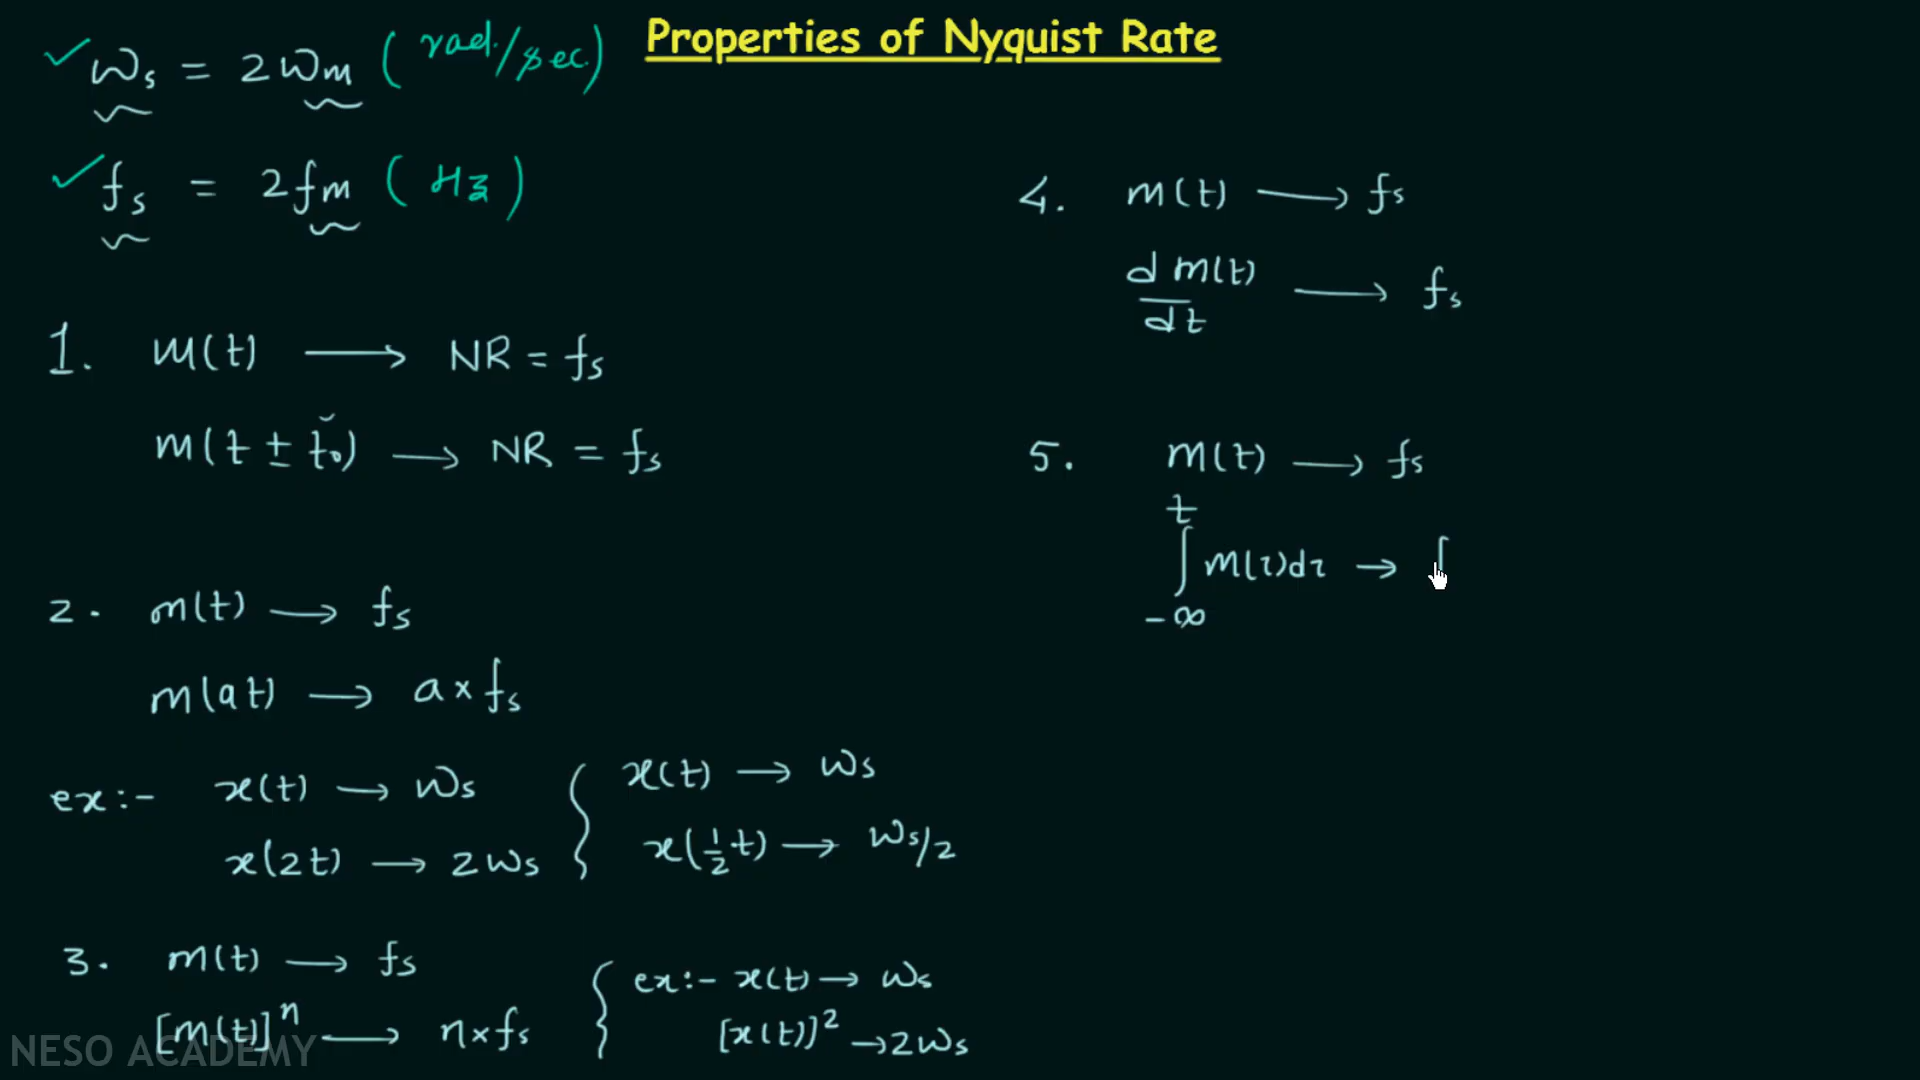 Properties of Nyquist Rate
✓ ωs = 2ωm (rad./sec.)
✓ fs = 2fm (Hz)
1. m(t) → NR = fs
m(t ± t₀) → NR = fs
2. m(t) → fs
m(at) → a × fs
ex:- x(t) → ωs { x(t) → ωs
x(2t) → 2ωs x(½t) → ωs/2
3. m(t) → fs { ex:- x(t) → ωs
[m(t)]ⁿ → n×fs [x(t)]² → 2ωs
4. m(t) → fs
d m(t)
dt → fs
5. m(t) → fs
t
∫ m(τ)dτ → ∫
-∞
NESO ACADEMY